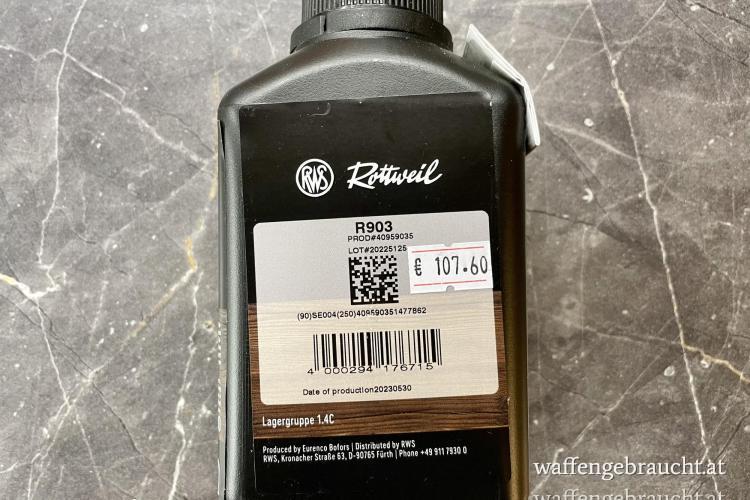 RWS Rottweil
R903
PROD#40959035
LOT#20225125
€ 107.60
(90)SE004(250)409590351477862
4 000294 176715
Date of production20230530
Lagergruppe 1.4C
Produced by Eurenco Bofors | Distributed by RWS
RWS, Kronacher Straße 63, D-90765 Fürth | Phone +49 911 7930 0
waffengebraucht.at
waffengebraucht.at